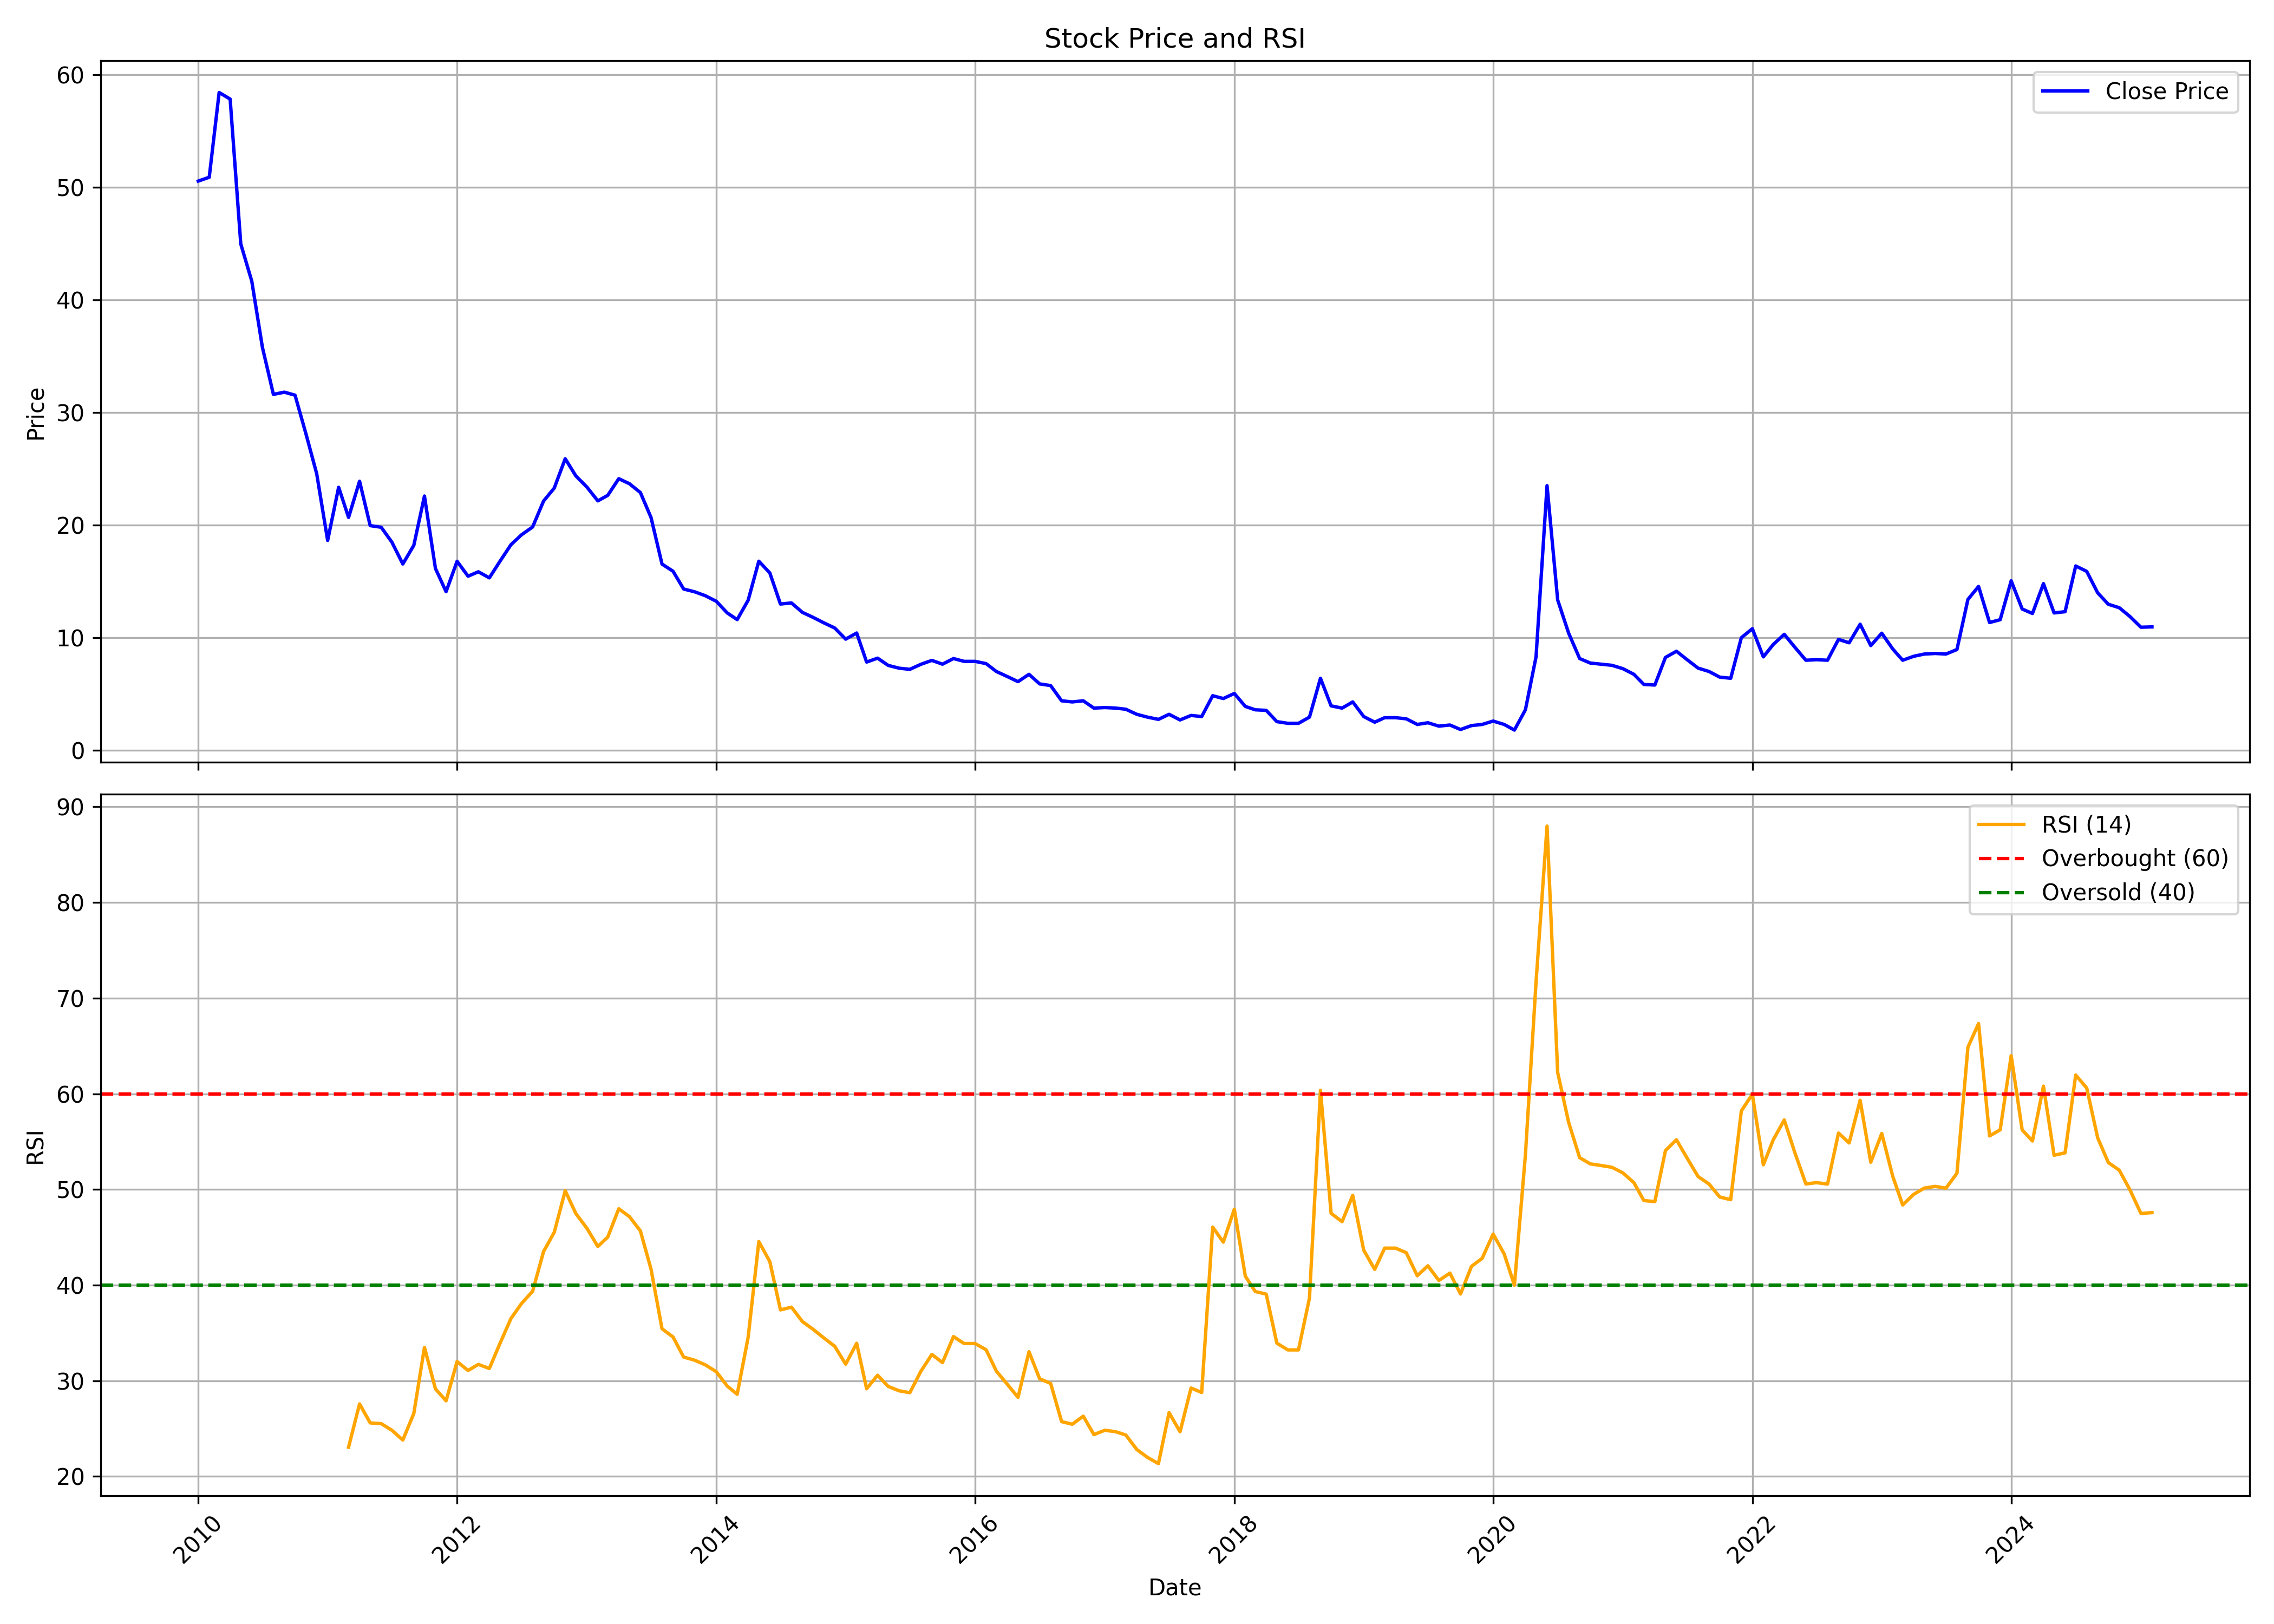 Stock Price and RSI
60
50
40
30
20
10
0
Price
Close Price
90
80
70
60
50
40
30
20
RSI
RSI (14)
Overbought (60)
Oversold (40)
2010
2012
2014
2016
2018
2020
2022
2024
Date